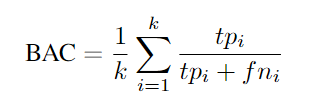 BAC = \frac{1}{k} \sum_{i=1}^{k} \frac{tp_i}{tp_i + fn_i}